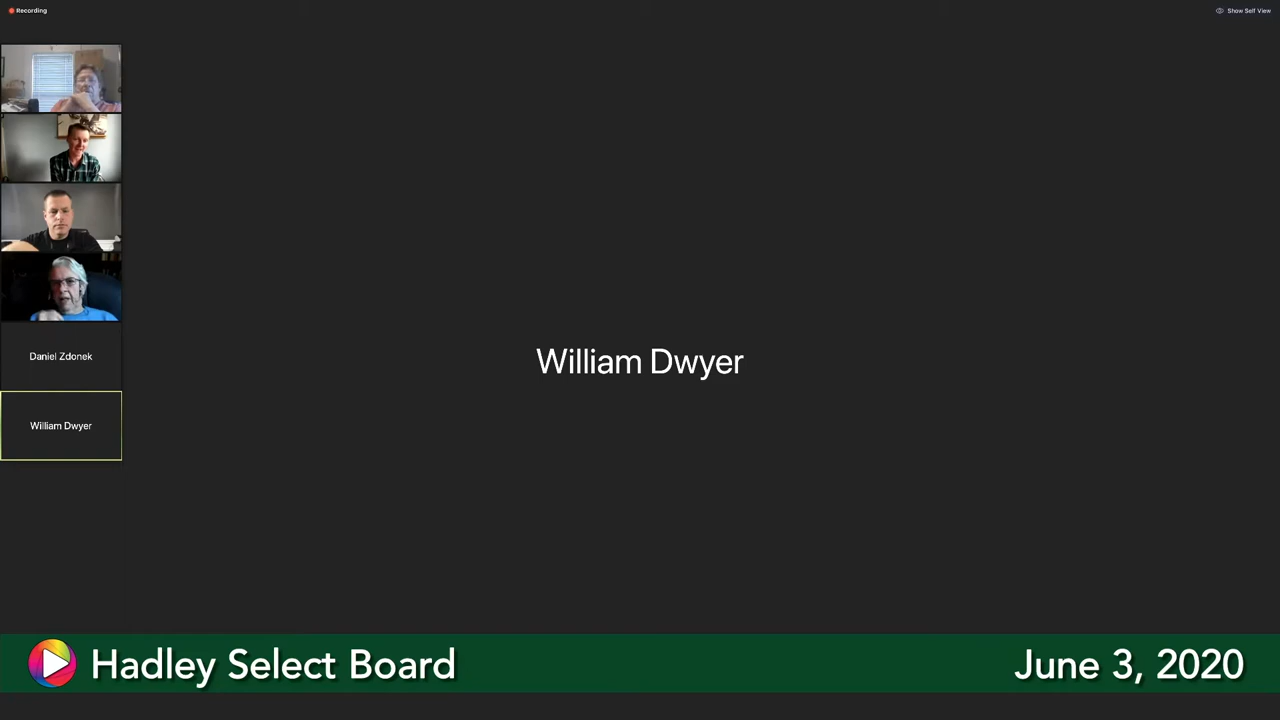 Recording
Show Self View
Daniel Zdonek
William Dwyer
William Dwyer
Hadley Select Board
June 3, 2020